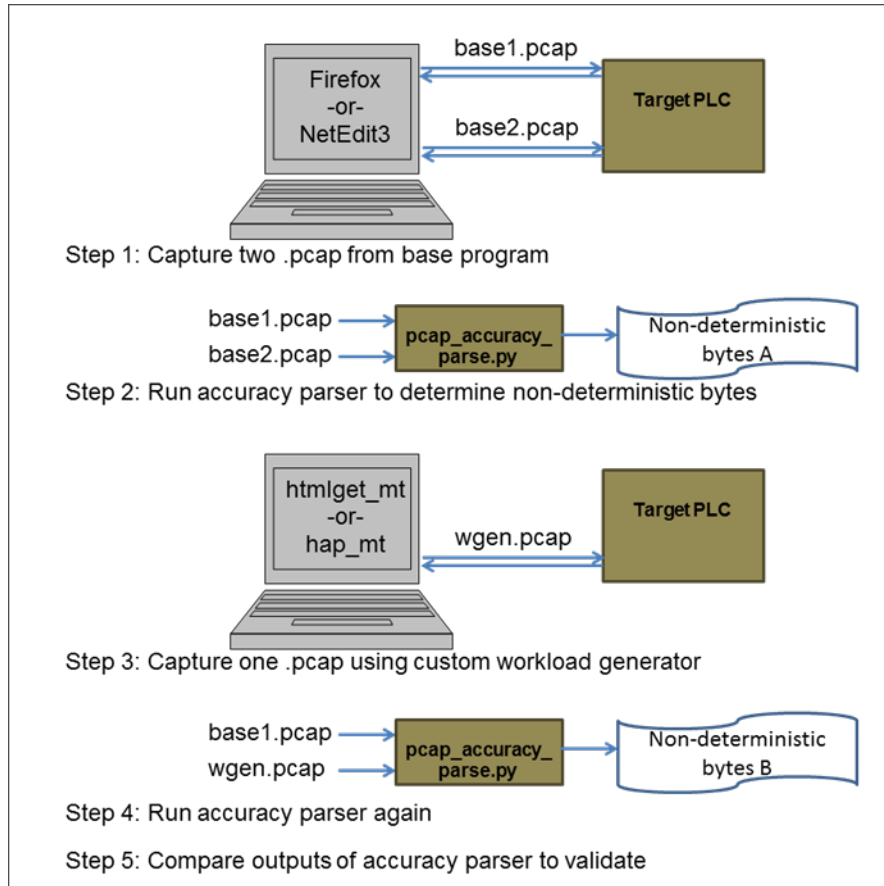 Firefox
-or-
NetEdit3
base1.pcap
base2.pcap
Target PLC
Step 1: Capture two .pcap from base program
base1.pcap
base2.pcap
pcap_accuracy_
parse.py
Non-deterministic
bytes A
Step 2: Run accuracy parser to determine non-deterministic bytes
htmlget_mt
-or-
hap_mt
wgen.pcap
Target PLC
Step 3: Capture one .pcap using custom workload generator
base1.pcap
wgen.pcap
pcap_accuracy_
parse.py
Non-deterministic
bytes B
Step 4: Run accuracy parser again
Step 5: Compare outputs of accuracy parser to validate